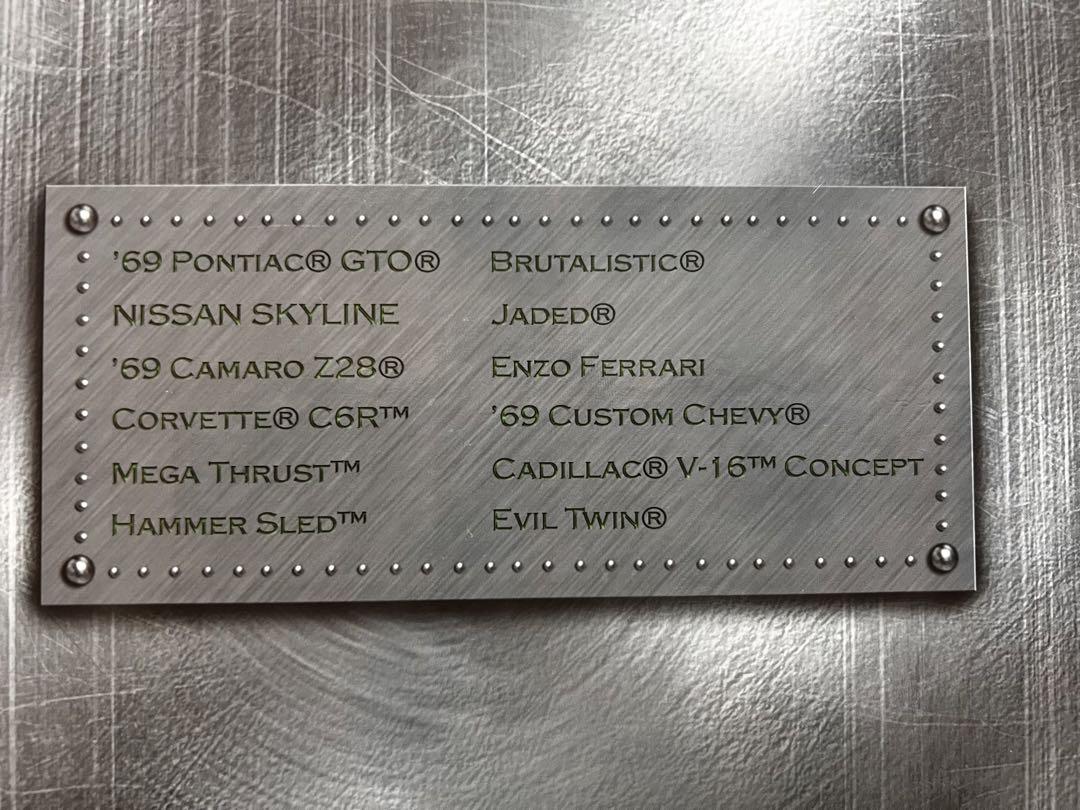 '69 PONTIAC® GTO®
NISSAN SKYLINE
'69 CAMARO Z28®
CORVETTE® C6R™
MEGA THRUST™
HAMMER SLED™
BRUTALISTIC®
JADED®
ENZO FERRARI
'69 CUSTOM CHEVY®
CADILLAC® V-16™ CONCEPT
EVIL TWIN®